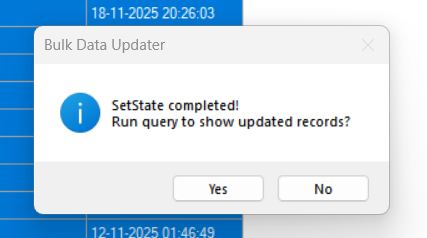 18-11-2025 20:26:03
Bulk Data Updater
SetState completed!
Run query to show updated records?
Yes
No
12-11-2025 01:46:49